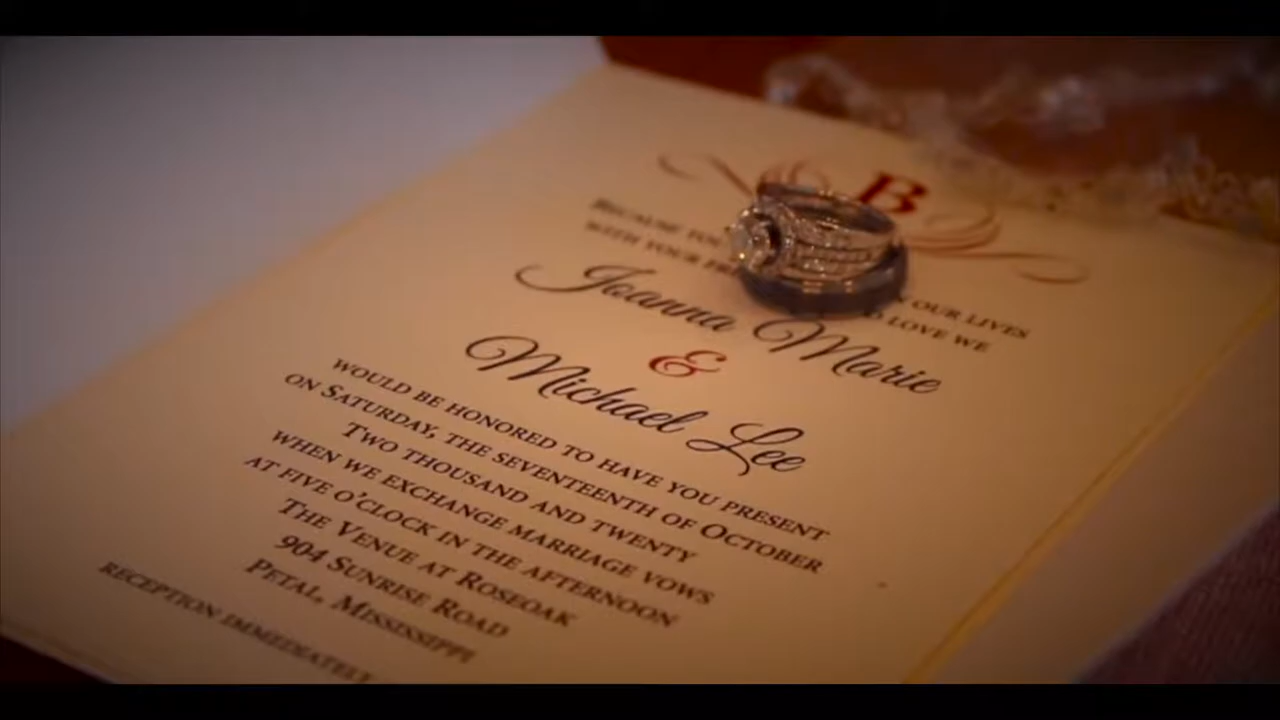 B
BECAUSE YOU OUR LIVES
WITH YOUR LOVE WE
Joanna Marie
&
Michael Lee
WOULD BE HONORED TO HAVE YOU PRESENT
ON SATURDAY, THE SEVENTEENTH OF OCTOBER
TWO THOUSAND AND TWENTY
WHEN WE EXCHANGE MARRIAGE VOWS
AT FIVE O'CLOCK IN THE AFTERNOON
THE VENUE AT ROSEOAK
904 SUNRISE ROAD
PETAL, MISSISSIPPI
RECEPTION IMMEDIATELY